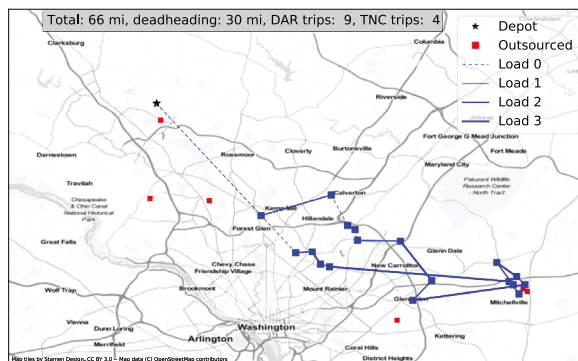 Total: 66 mi, deadheading: 30 mi, DAR trips: 9, TNC trips: 4
Depot
Outsourced
Load 0
Load 1
Load 2
Load 3
Clarksburg
Columbia
Riverside
Fort George G Mead Junction
Fort Meade
Maryland City
Burtonsville
Cloverly
Rossmoor
Darnestown
Travilah
Chesapeake
& Ohio Canal
National Historical
Park
Patuxent Wildlife
Research Center
- North Tract
Calverton
Kemp Mill
Hillandale
Forest Glen
Great Falls
Glenn Dale
Chevy Chase
Friendship Village
New Carrollton
Wolf Trap
Brookmont
Mount Rainier
Mitchellville
Vienna
Dunn Loring
Washington
Merrifield
Arlington
Kettering
Coral Hills
District Heights
Map tiles by Stamen Design, CC BY 3.0 -- Map data (C) OpenStreetMap contributors